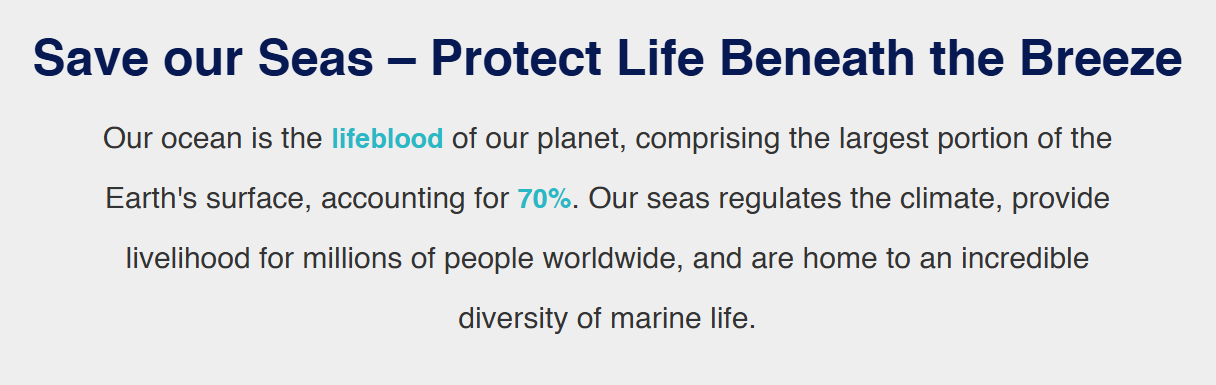 Save our Seas – Protect Life Beneath the Breeze
Our ocean is the lifeblood of our planet, comprising the largest portion of the
Earth's surface, accounting for 70%. Our seas regulates the climate, provide
livelihood for millions of people worldwide, and are home to an incredible
diversity of marine life.